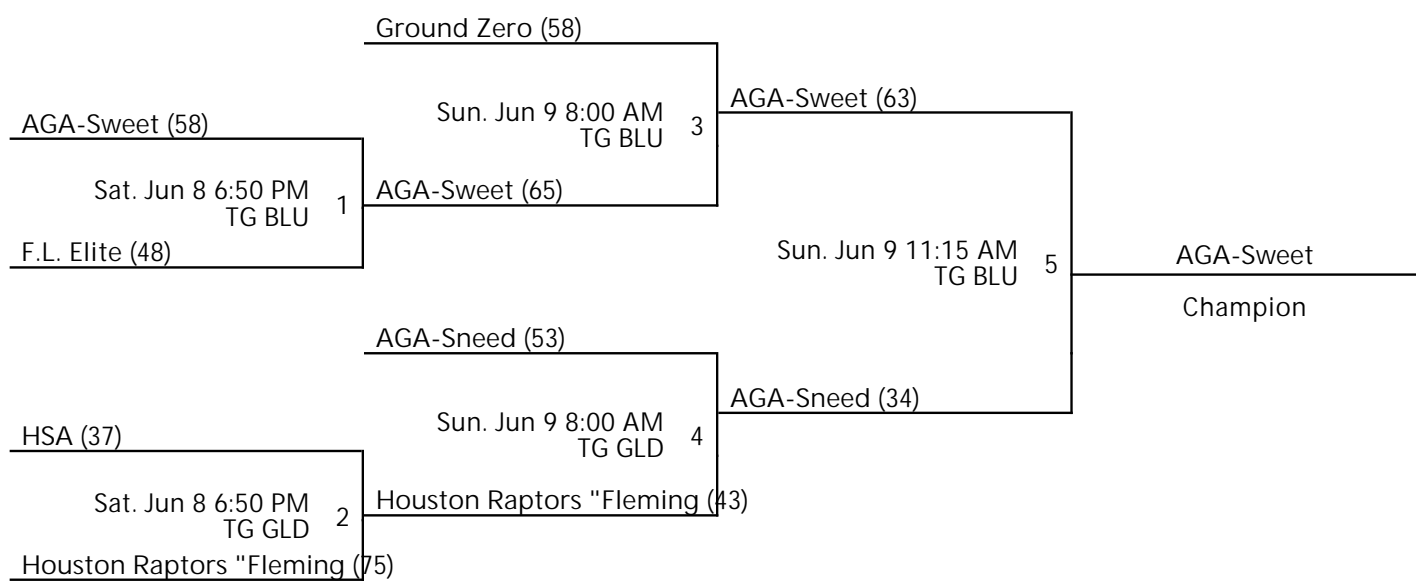 Ground Zero (58)
AGA-Sweet (63)
Sun. Jun 9 8:00 AM
TG BLU
3
AGA-Sweet (58)
Sat. Jun 8 6:50 PM
TG BLU
1
AGA-Sweet (65)
F.L. Elite (48)
Sun. Jun 9 11:15 AM
TG BLU
5
AGA-Sweet
Champion
AGA-Sneed (53)
AGA-Sneed (34)
Sun. Jun 9 8:00 AM
TG GLD
4
HSA (37)
Sat. Jun 8 6:50 PM
TG GLD
2
Houston Raptors "Fleming (43)
Houston Raptors "Fleming (75)